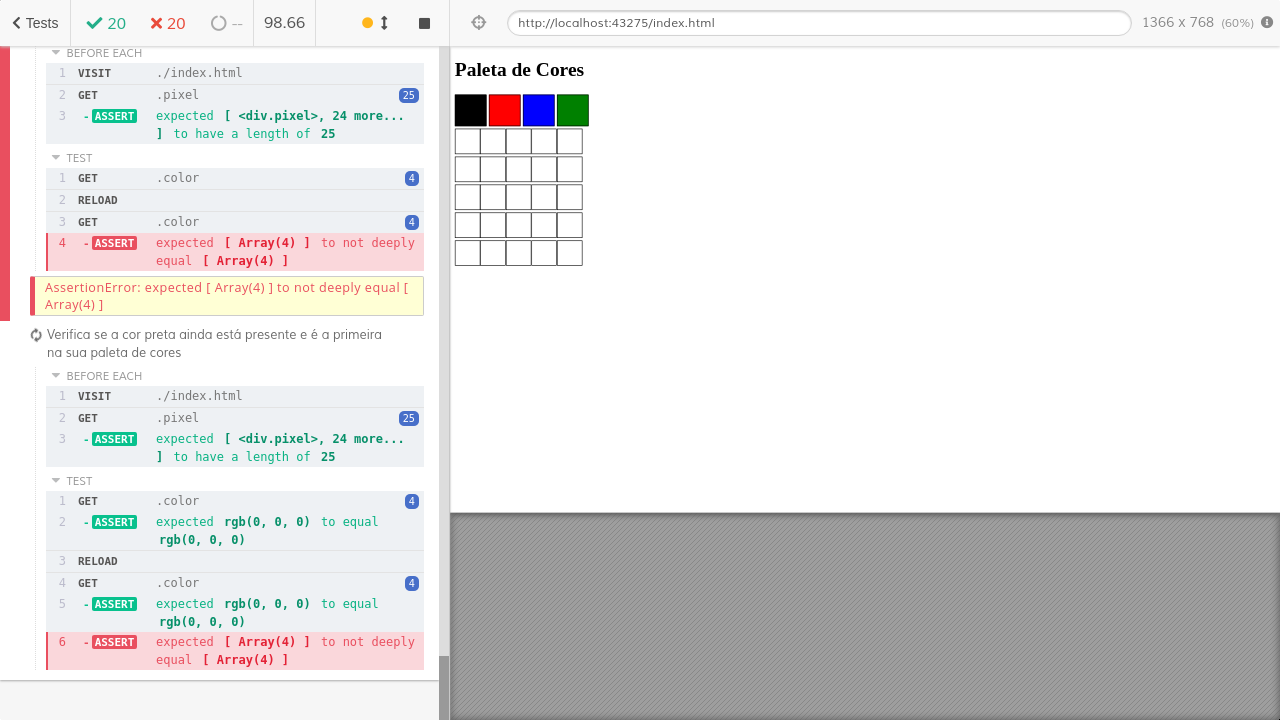 Tests 20 20 -- 98.66 http://localhost:43275/index.html 1366 x 768 (60%)
BEFORE EACH
1 VISIT ./index.html
2 GET .pixel 25
3 -ASSERT expected [ <div.pixel>, 24 more...
] to have a length of 25
TEST
1 GET .color 4
2 RELOAD
3 GET .color 4
4 -ASSERT expected [ Array(4) ] to not deeply
equal [ Array(4) ]
AssertionError: expected [ Array(4) ] to not deeply equal [
Array(4) ]
Verifica se a cor preta ainda está presente e é a primeira
na sua paleta de cores
BEFORE EACH
1 VISIT ./index.html
2 GET .pixel 25
3 -ASSERT expected [ <div.pixel>, 24 more...
] to have a length of 25
TEST
1 GET .color 4
2 -ASSERT expected rgb(0, 0, 0) to equal
rgb(0, 0, 0)
3 RELOAD
4 GET .color 4
5 -ASSERT expected rgb(0, 0, 0) to equal
rgb(0, 0, 0)
6 -ASSERT expected [ Array(4) ] to not deeply
equal [ Array(4) ]
Paleta de Cores